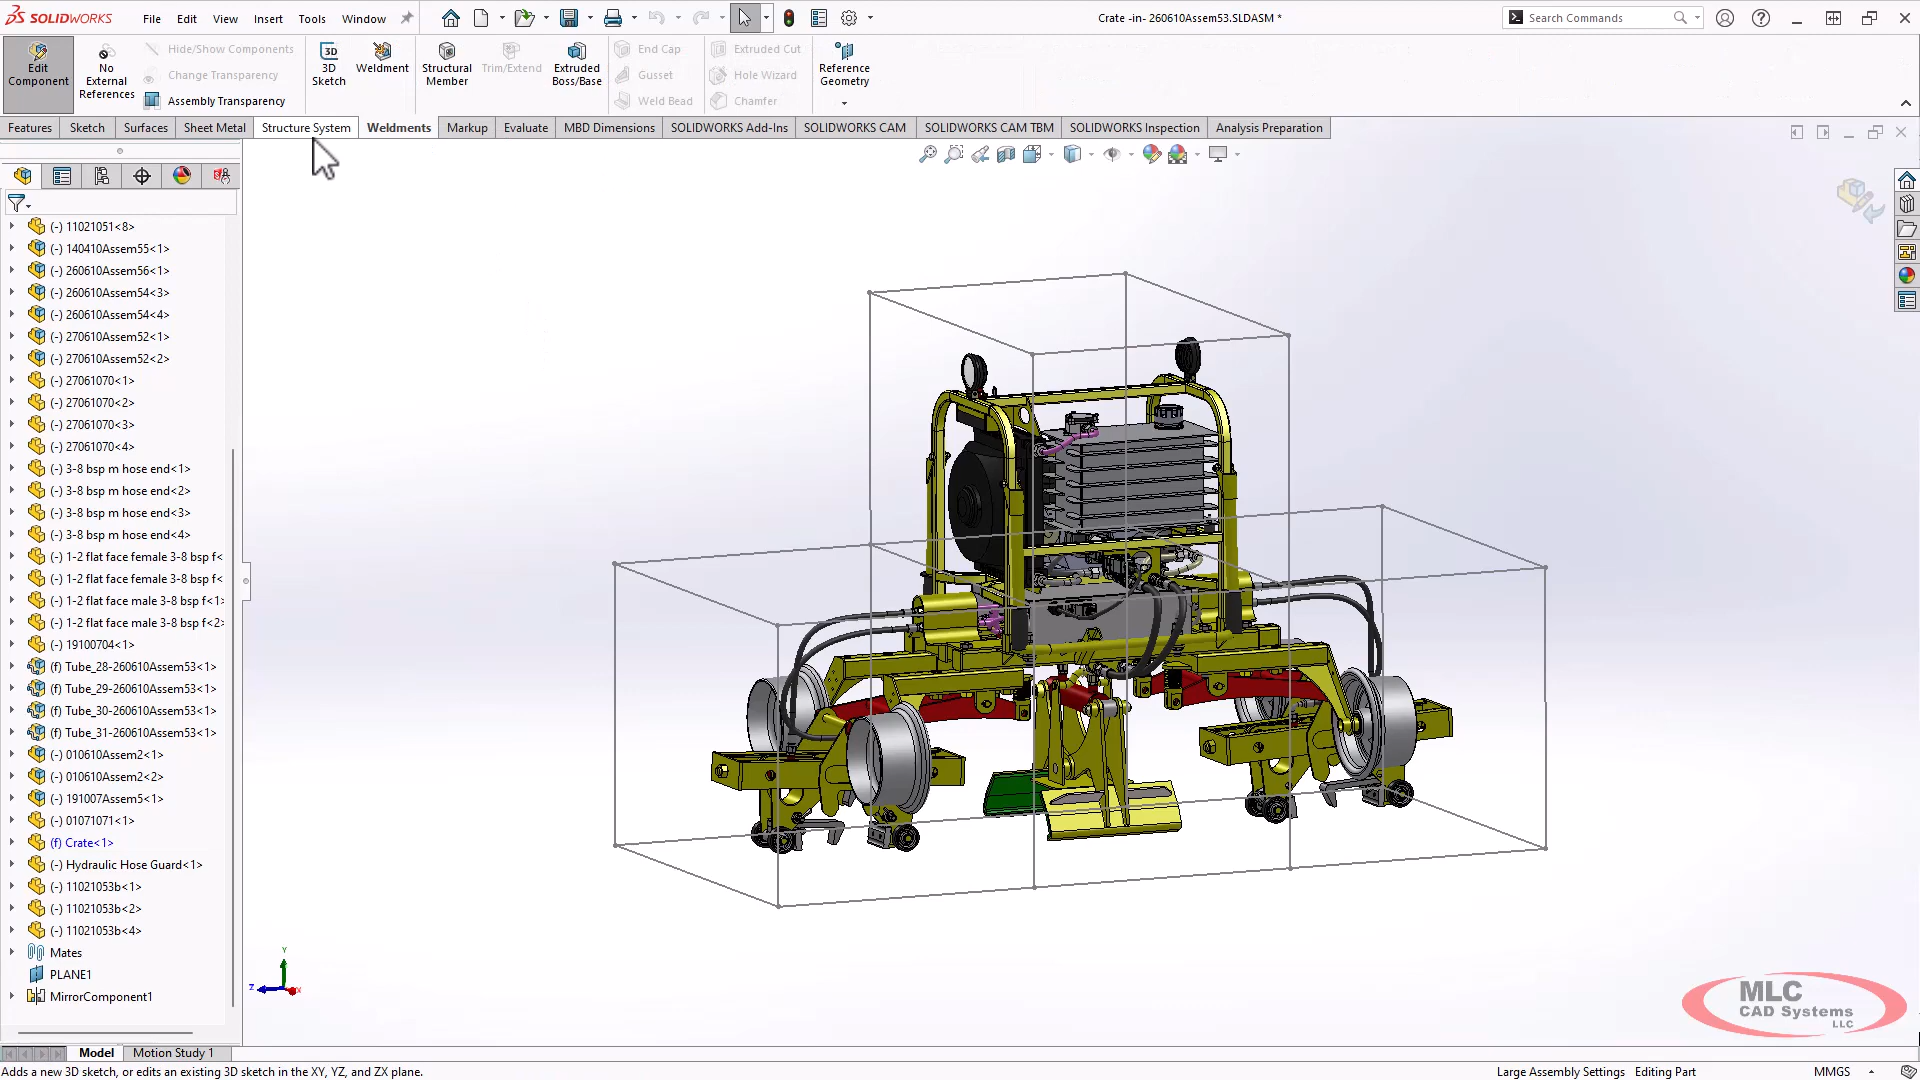 SOLIDWORKS File Edit View Insert Tools Window Crate -in- 260610Assem53.SLDASM * Search Commands
Edit Component
No External References
Hide/Show Components
Change Transparency
Assembly Transparency
3D Sketch
Weldment
Structural Member
Trim/Extend
Extruded Boss/Base
End Cap
Gusset
Weld Bead
Extruded Cut
Hole Wizard
Chamfer
Reference Geometry
Features Sketch Surfaces Sheet Metal Structure System Weldments Markup Evaluate MBD Dimensions SOLIDWORKS Add-Ins SOLIDWORKS CAM SOLIDWORKS CAM TBM SOLIDWORKS Inspection Analysis Preparation
(-) 11021051<8>
(-) 140410Assem55<1>
(-) 260610Assem56<1>
(-) 260610Assem54<3>
(-) 260610Assem54<4>
(-) 270610Assem52<1>
(-) 270610Assem52<2>
(-) 27061070<1>
(-) 27061070<2>
(-) 27061070<3>
(-) 27061070<4>
(-) 3-8 bsp m hose end<1>
(-) 3-8 bsp m hose end<2>
(-) 3-8 bsp m hose end<3>
(-) 3-8 bsp m hose end<4>
(-) 1-2 flat face female 3-8 bsp f<
(-) 1-2 flat face female 3-8 bsp f<
(-) 1-2 flat face male 3-8 bsp f<1>
(-) 1-2 flat face male 3-8 bsp f<2>
(-) 19100704<1>
(f) Tube_28-260610Assem53<1>
(f) Tube_29-260610Assem53<1>
(f) Tube_30-260610Assem53<1>
(f) Tube_31-260610Assem53<1>
(-) 010610Assem2<1>
(-) 010610Assem2<2>
(-) 191007Assem5<1>
(-) 01071071<1>
(f) Crate<1>
(-) Hydraulic Hose Guard<1>
(-) 11021053b<1>
(-) 11021053b<2>
(-) 11021053b<4>
Mates
PLANE1
MirrorComponent1
Y
Z X
MLC
CAD Systems
LLC
Model Motion Study 1
Adds a new 3D sketch, or edits an existing 3D sketch in the XY, YZ, and ZX plane. Large Assembly Settings Editing Part MMGS